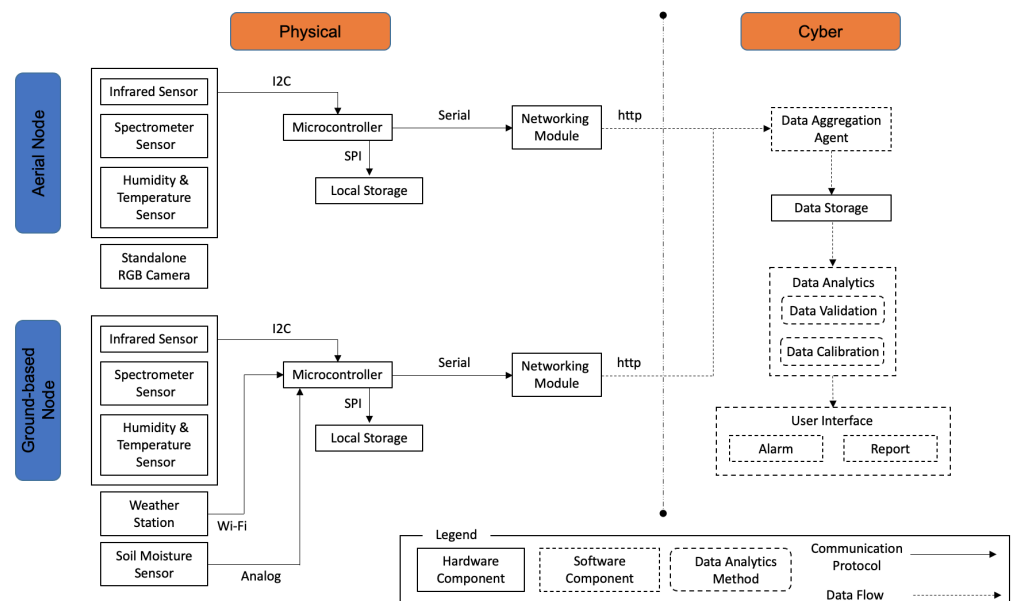 Physical
Cyber
Aerial Node
Infrared Sensor
Spectrometer
Sensor
Humidity &
Temperature
Sensor
Standalone
RGB Camera
I2C
Microcontroller
SPI
Local Storage
Serial
Networking
Module
http
Data Aggregation
Agent
Data Storage
Data Analytics
Data Validation
Data Calibration
User Interface
Alarm
Report
Ground-based
Node
Infrared Sensor
Spectrometer
Sensor
Humidity &
Temperature
Sensor
Weather
Station
Soil Moisture
Sensor
I2C
Wi-Fi
Analog
Microcontroller
SPI
Local Storage
Serial
Networking
Module
http
Legend
Hardware
Component
Software
Component
Data Analytics
Method
Communication
Protocol
Data Flow